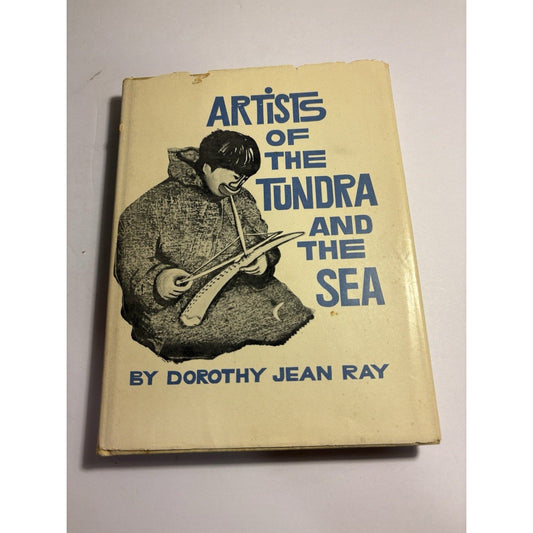 ARTISTS
OF
THE
TUNDRA
AND
THE
SEA
BY DOROTHY JEAN RAY